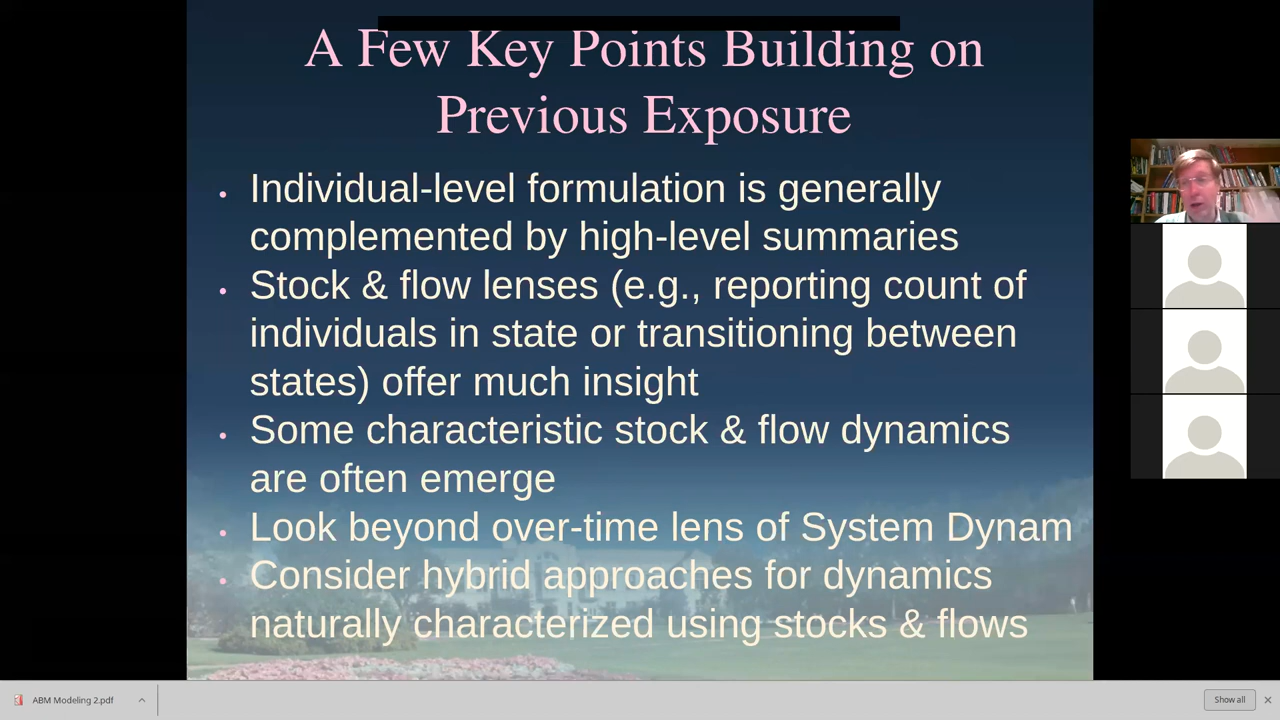 A Few Key Points Building on
Previous Exposure
• Individual-level formulation is generally
complemented by high-level summaries
• Stock & flow lenses (e.g., reporting count of
individuals in state or transitioning between
states) offer much insight
• Some characteristic stock & flow dynamics
are often emerge
• Look beyond over-time lens of System Dynam
• Consider hybrid approaches for dynamics
naturally characterized using stocks & flows
ABM Modeling 2.pdf
Show all